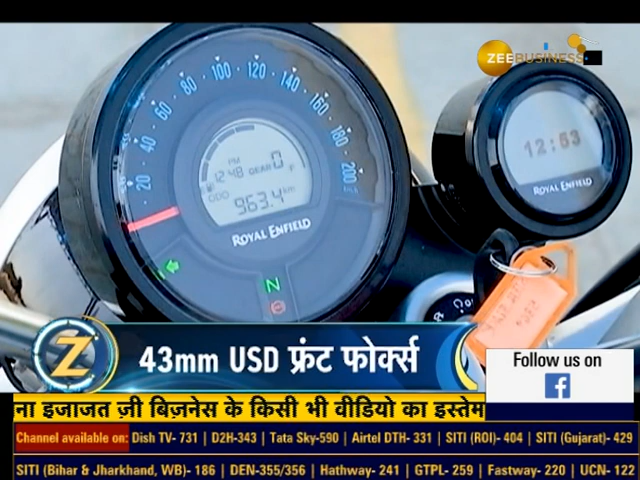 ZEE BUSINESS
20 40 60 80 100 120 140 160 180 200
PM
12:48 GEAR 0
ODO 963.4 km
ROYAL ENFIELD
N
12:53
ROYAL ENFIELD
Z 43mm USD फ्रंट फोर्क्स
Follow us on
f
ना इजाजत ज़ी बिज़नेस के किसी भी वीडियो का इस्तेम
Channel available on: Dish TV- 731 | D2H-343 | Tata Sky-590 | Airtel DTH- 331 | SITI (ROI)- 404 | SITI (Gujarat)- 429
SITI (Bihar & Jharkhand, WB)- 186 | DEN-355/356 | Hathway- 241 | GTPL- 259 | Fastway- 220 | UCN- 122